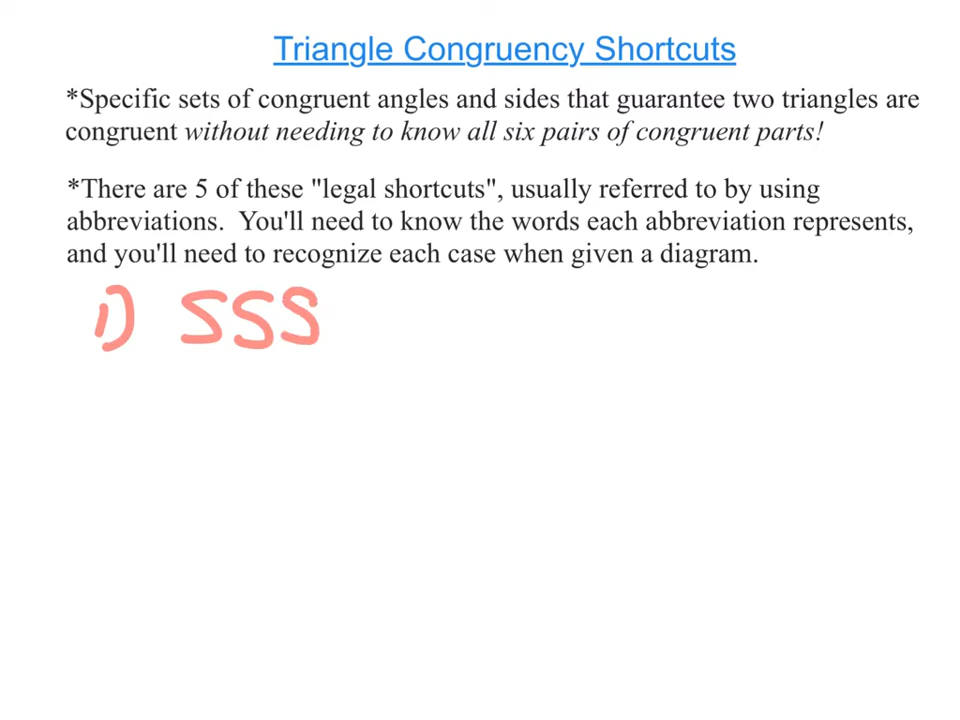 Triangle Congruency Shortcuts
*Specific sets of congruent angles and sides that guarantee two triangles are
congruent without needing to know all six pairs of congruent parts!
*There are 5 of these "legal shortcuts", usually referred to by using
abbreviations.  You'll need to know the words each abbreviation represents,
and you'll need to recognize each case when given a diagram.
1) SSS